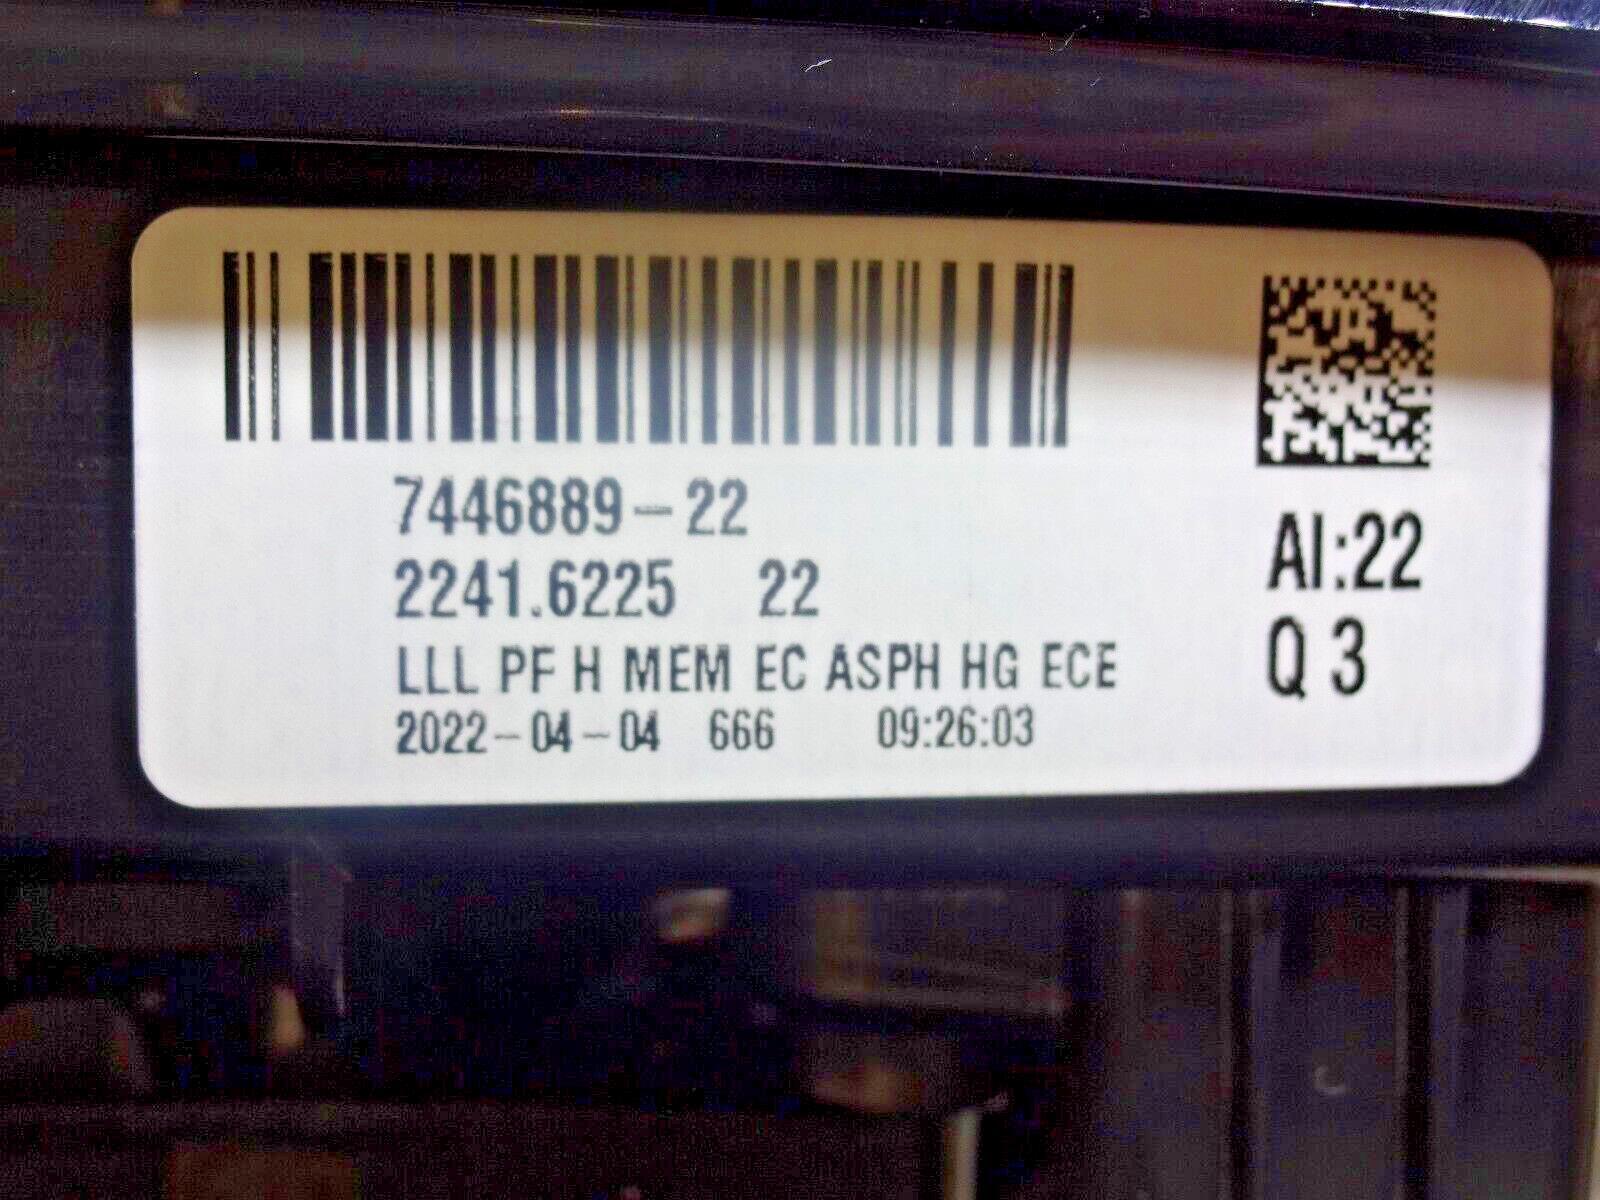 7446889-22
2241.6225 22
LLL PF H MEM EC ASPH HG ECE
2022-04-04 666 09:26:03
AI:22
Q 3